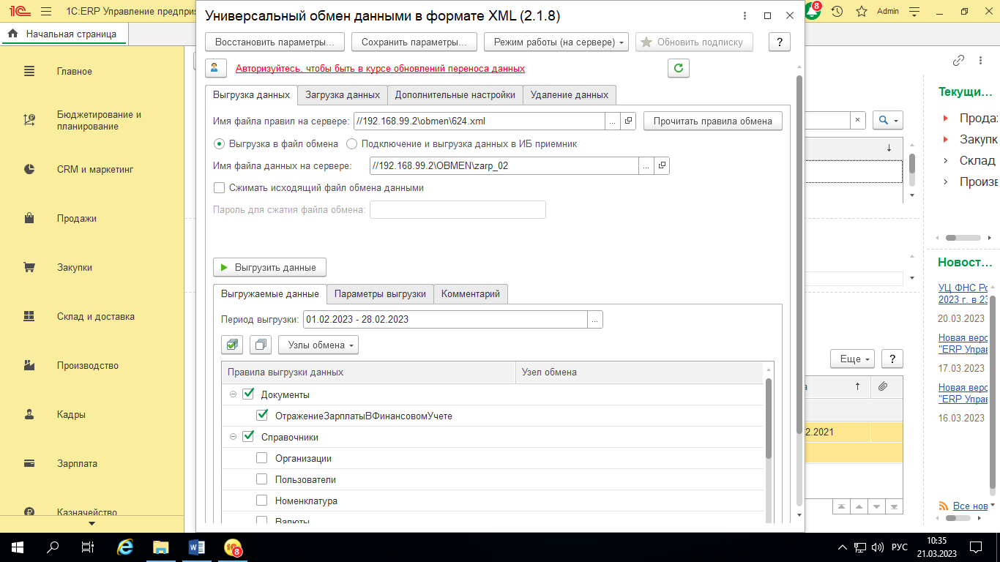 1С:ERP Управление предприя
Универсальный обмен данными в формате XML (2.1.8)
8
Admin
Начальная страница
Восстановить параметры...
Сохранить параметры...
Режим работы (на сервере)
Обновить подписку
?
Авторизуйтесь, чтобы быть в курсе обновлений переноса данных
Главное
Бюджетирование и
планирование
CRM и маркетинг
Продажи
Закупки
Склад и доставка
Производство
Кадры
Зарплата
Казначейство
Выгрузка данных
Загрузка данных
Дополнительные настройки
Удаление данных
Имя файла правил на сервере:
//192.168.99.2\obmen\624.xml
...
Прочитать правила обмена
Выгрузка в файл обмена
Подключение и выгрузка данных в ИБ приемник
Имя файла данных на сервере:
//192.168.99.2\OBMEN\zarp_02
...
Сжимать исходящий файл обмена данными
Пароль для сжатия файла обмена:
Выгрузить данные
Выгружаемые данные
Параметры выгрузки
Комментарий
Период выгрузки:
01.02.2023 - 28.02.2023
...
Узлы обмена
Правила выгрузки данных
Узел обмена
Документы
ОтражениеЗарплатыВФинансовомУчете
Справочники
Организации
Пользователи
Номенклатура
Валюты
Текущи...
Прода
Закупк
Склад
Произв
Новост...
УЦ ФНС Ро
2023 г. в 23
20.03.2023
Новая верс
"ERP Управ
17.03.2023
Новая верс
"ERP Управ
16.03.2023
Все нов
Еще
?
а
2.2021
8
РУС
10:35
21.03.2023